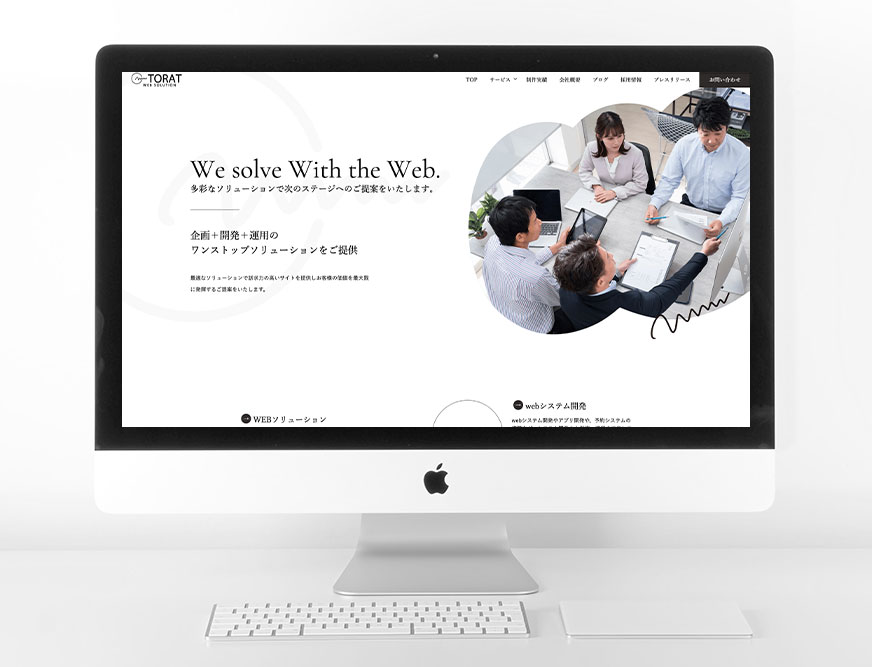 TORAT
WEB SOLUTION
TOP サービス 制作実績 会社概要 ブログ 採用情報 プレスリリース お問い合わせ
We solve With the Web.
多彩なソリューションで次のステージへのご提案をいたします。
企画＋開発＋運用の
ワンストップソリューションをご提供
最適なソリューションで訴求力の高いサイトを提供しお客様の価値を最大限
に発揮するご提案をいたします。
WEBソリューション
webシステム開発
webシステム開発やアプリ開発や、予約システムの